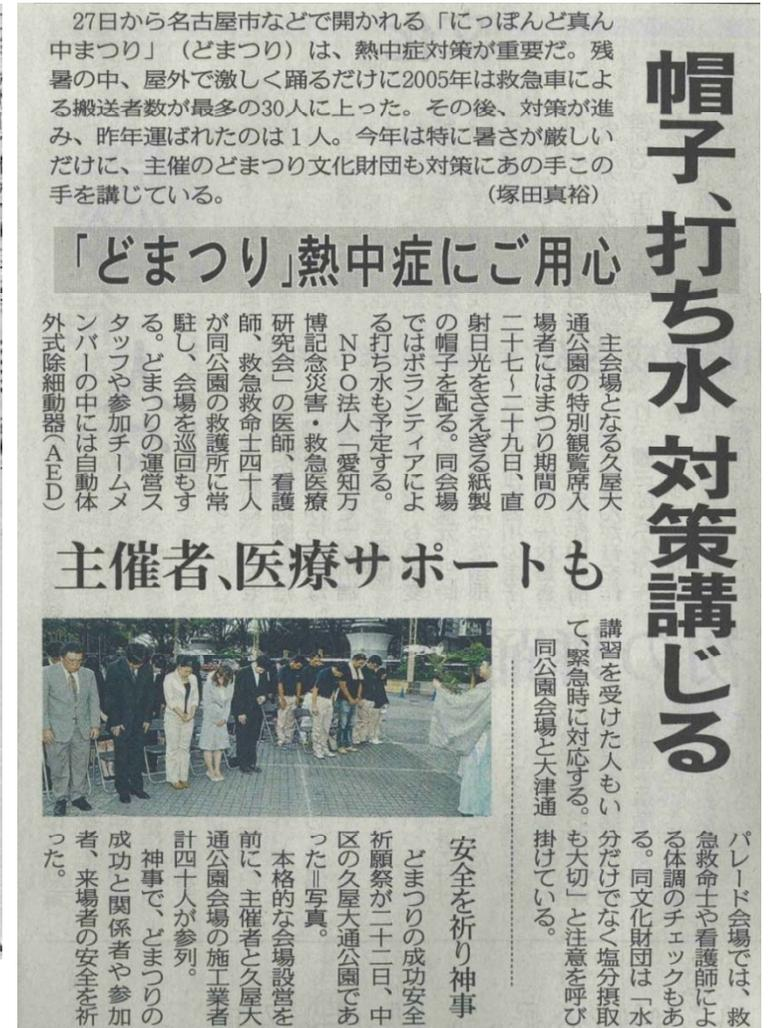 帽子、打ち水 対策講じる
「どまつり」熱中症にご用心
主催者、医療サポートも
　27日から名古屋市などで開かれる「にっぽんど真ん
中まつり」（どまつり）は、熱中症対策が重要だ。残
暑の中、屋外で激しく踊るだけに2005年は救急車によ
る搬送者数が最多の30人に上った。その後、対策が進
み、昨年運ばれたのは１人。今年は特に暑さが厳しい
だけに、主催のどまつり文化財団も対策にあの手この
手を講じている。　（塚田真裕）
　主会場となる久屋大
通公園の特別観覧席入
場者にはまつり期間の
二十七〜二十九日、直
射日光をさえぎる紙製
の帽子を配る。同会場
ではボランティアによ
る打ち水も予定する。
　ＮＰＯ法人「愛知万
博記念災害・救急医療
研究会」の医師、看護
師、救急救命士四十人
が同公園の救護所に常
駐し、会場を巡回もす
る。どまつりの運営ス
タッフや参加チームメ
ンバーの中には自動体
外式除細動器（ＡＥＤ）
講習を受けた人もい
て、緊急時に対応する。
　同公園会場と大津通
パレード会場では、救
急救命士や看護師によ
る体調のチェックもあ
る。同文化財団は「水
分だけでなく塩分摂取
も大切」と注意を呼び
掛けている。
安全を祈り神事
　どまつりの成功安全
祈願祭が二十二日、中
区の久屋大通公園であ
った＝写真。
　本格的な会場設営を
前に、主催者と久屋大
通公園会場の施工業者
計四十人が参列。
　神事で、どまつりの
成功と関係者や参加
者、来場者の安全を祈
った。